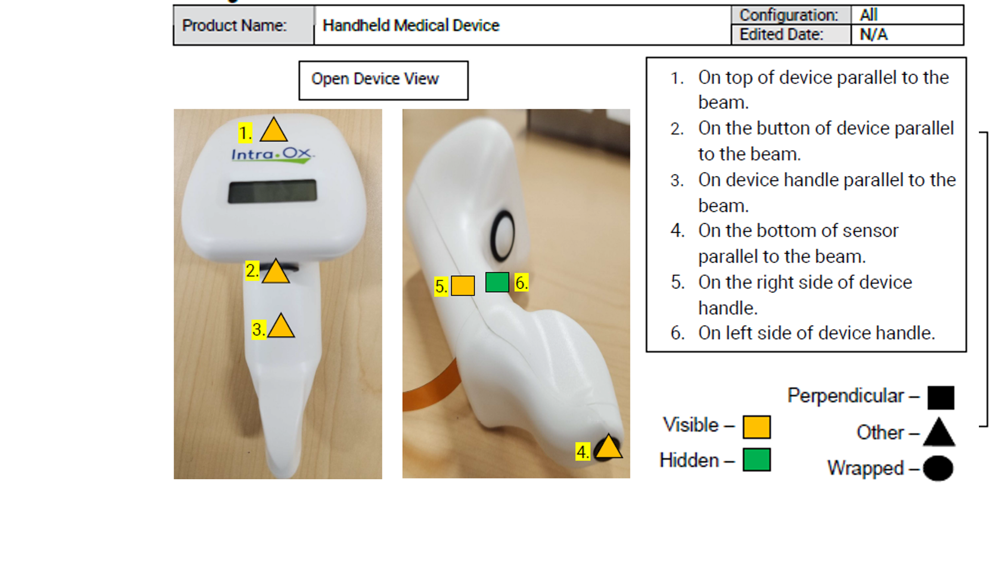 Product Name:
Handheld Medical Device
Configuration:
All
Edited Date:
N/A
Open Device View
1.
Intra•Ox™
2.
3.
5.
6.
4.
1. On top of device parallel to the
beam.
2. On the button of device parallel
to the beam.
3. On device handle parallel to the
beam.
4. On the bottom of sensor
parallel to the beam.
5. On the right side of device
handle.
6. On left side of device handle.
Perpendicular –
Visible –
Other –
Hidden –
Wrapped –